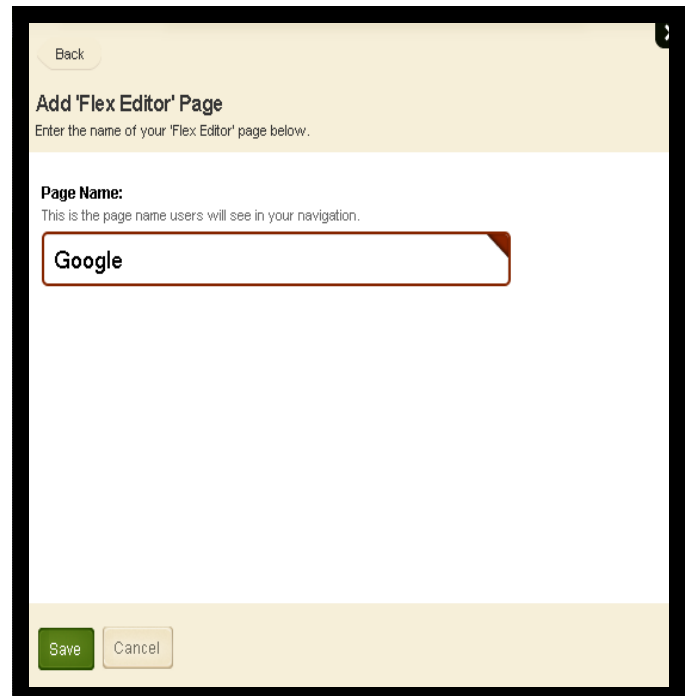 Back
Add 'Flex Editor' Page
Enter the name of your 'Flex Editor' page below.
Page Name:
This is the page name users will see in your navigation.
Google
Save
Cancel